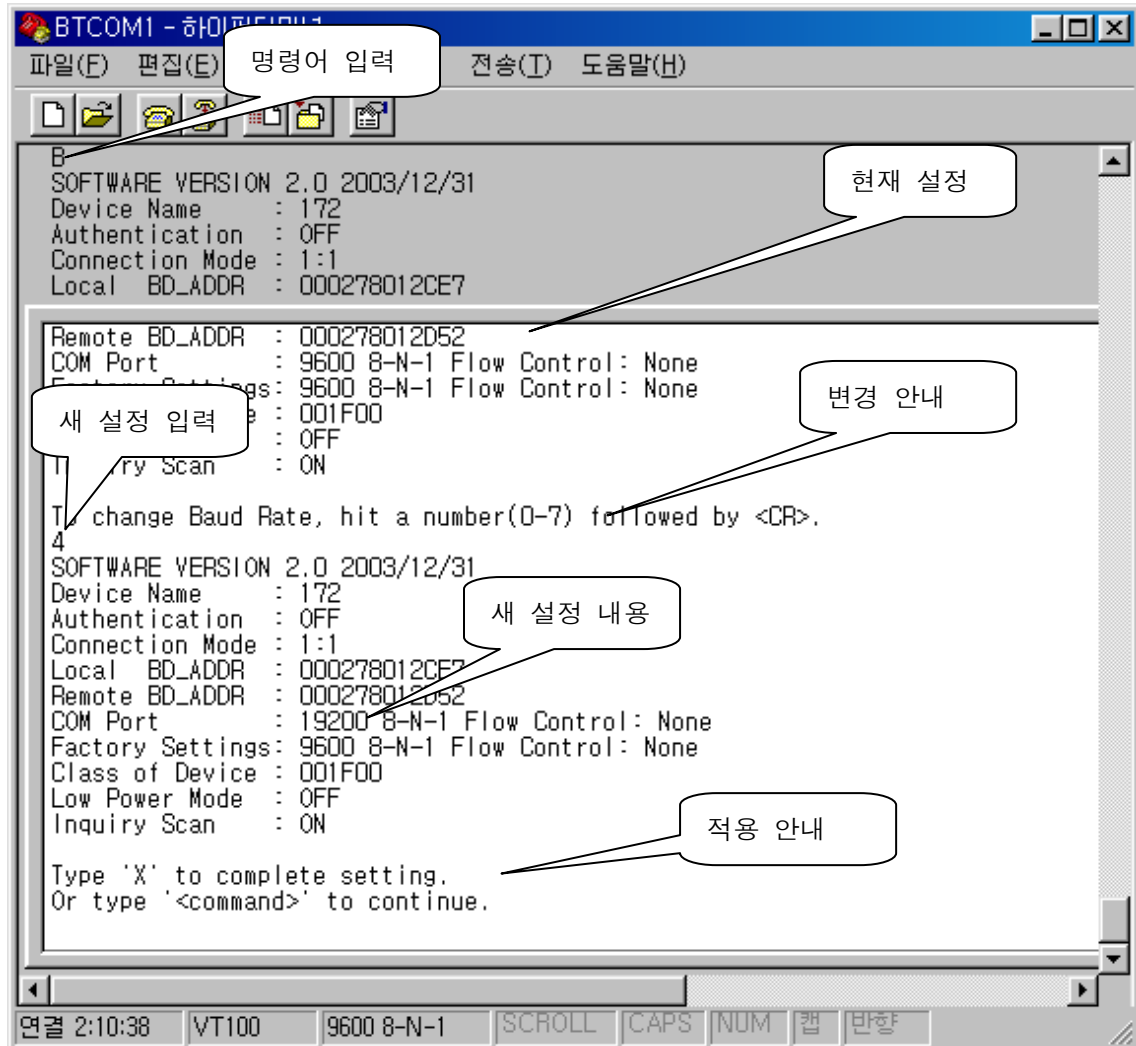 BTCOM1 -
파일(F) 편집(E) 전송(T) 도움말(H)
명령어 입력
B
SOFTWARE VERSION 2.0 2003/12/31
Device Name : 172
Authentication : OFF
Connection Mode : 1:1
Local BD_ADDR : 000278012CE7
현재 설정
Remote BD_ADDR : 000278012D52
COM Port : 9600 8-N-1 Flow Control: None
Settings: 9600 8-N-1 Flow Control: None
: 001F00
: OFF
Scan : ON
새 설정 입력
변경 안내
To change Baud Rate, hit a number(0-7) followed by <CR>.
4
SOFTWARE VERSION 2.0 2003/12/31
Device Name : 172
Authentication : OFF
Connection Mode : 1:1
Local BD_ADDR : 000278012CE7
Remote BD_ADDR : 000278012D52
COM Port : 19200 8-N-1 Flow Control: None
Factory Settings: 9600 8-N-1 Flow Control: None
Class of Device : 001F00
Low Power Mode : OFF
Inquiry Scan : ON
새 설정 내용
적용 안내
Type 'X' to complete setting.
Or type '<command>' to continue.
연결 2:10:38 VT100 9600 8-N-1 SCROLL CAPS NUM 캡 반향